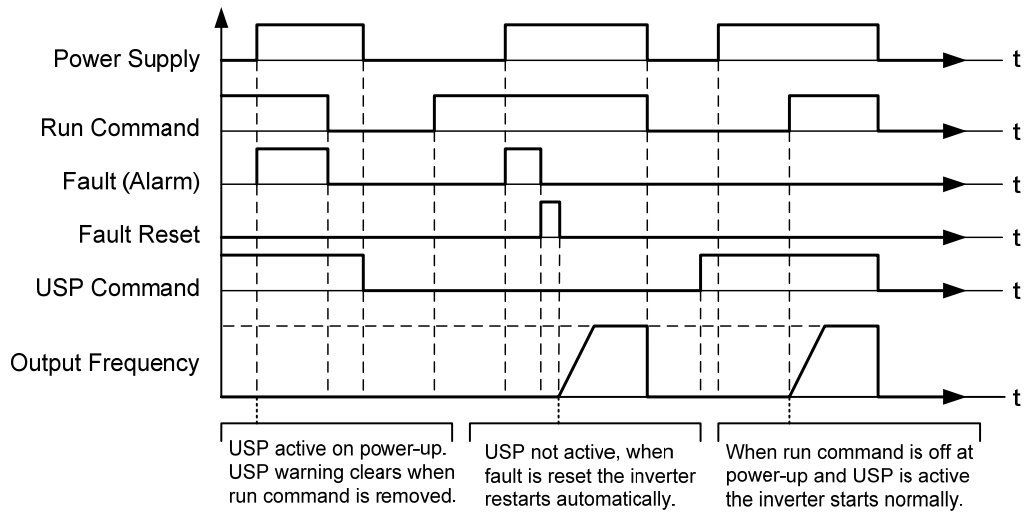 Power Supply
t
Run Command
t
Fault (Alarm)
t
Fault Reset
t
USP Command
t
Output Frequency
t
USP active on power-up.
USP warning clears when
run command is removed.
USP not active, when
fault is reset the inverter
restarts automatically.
When run command is off at
power-up and USP is active
the inverter starts normally.